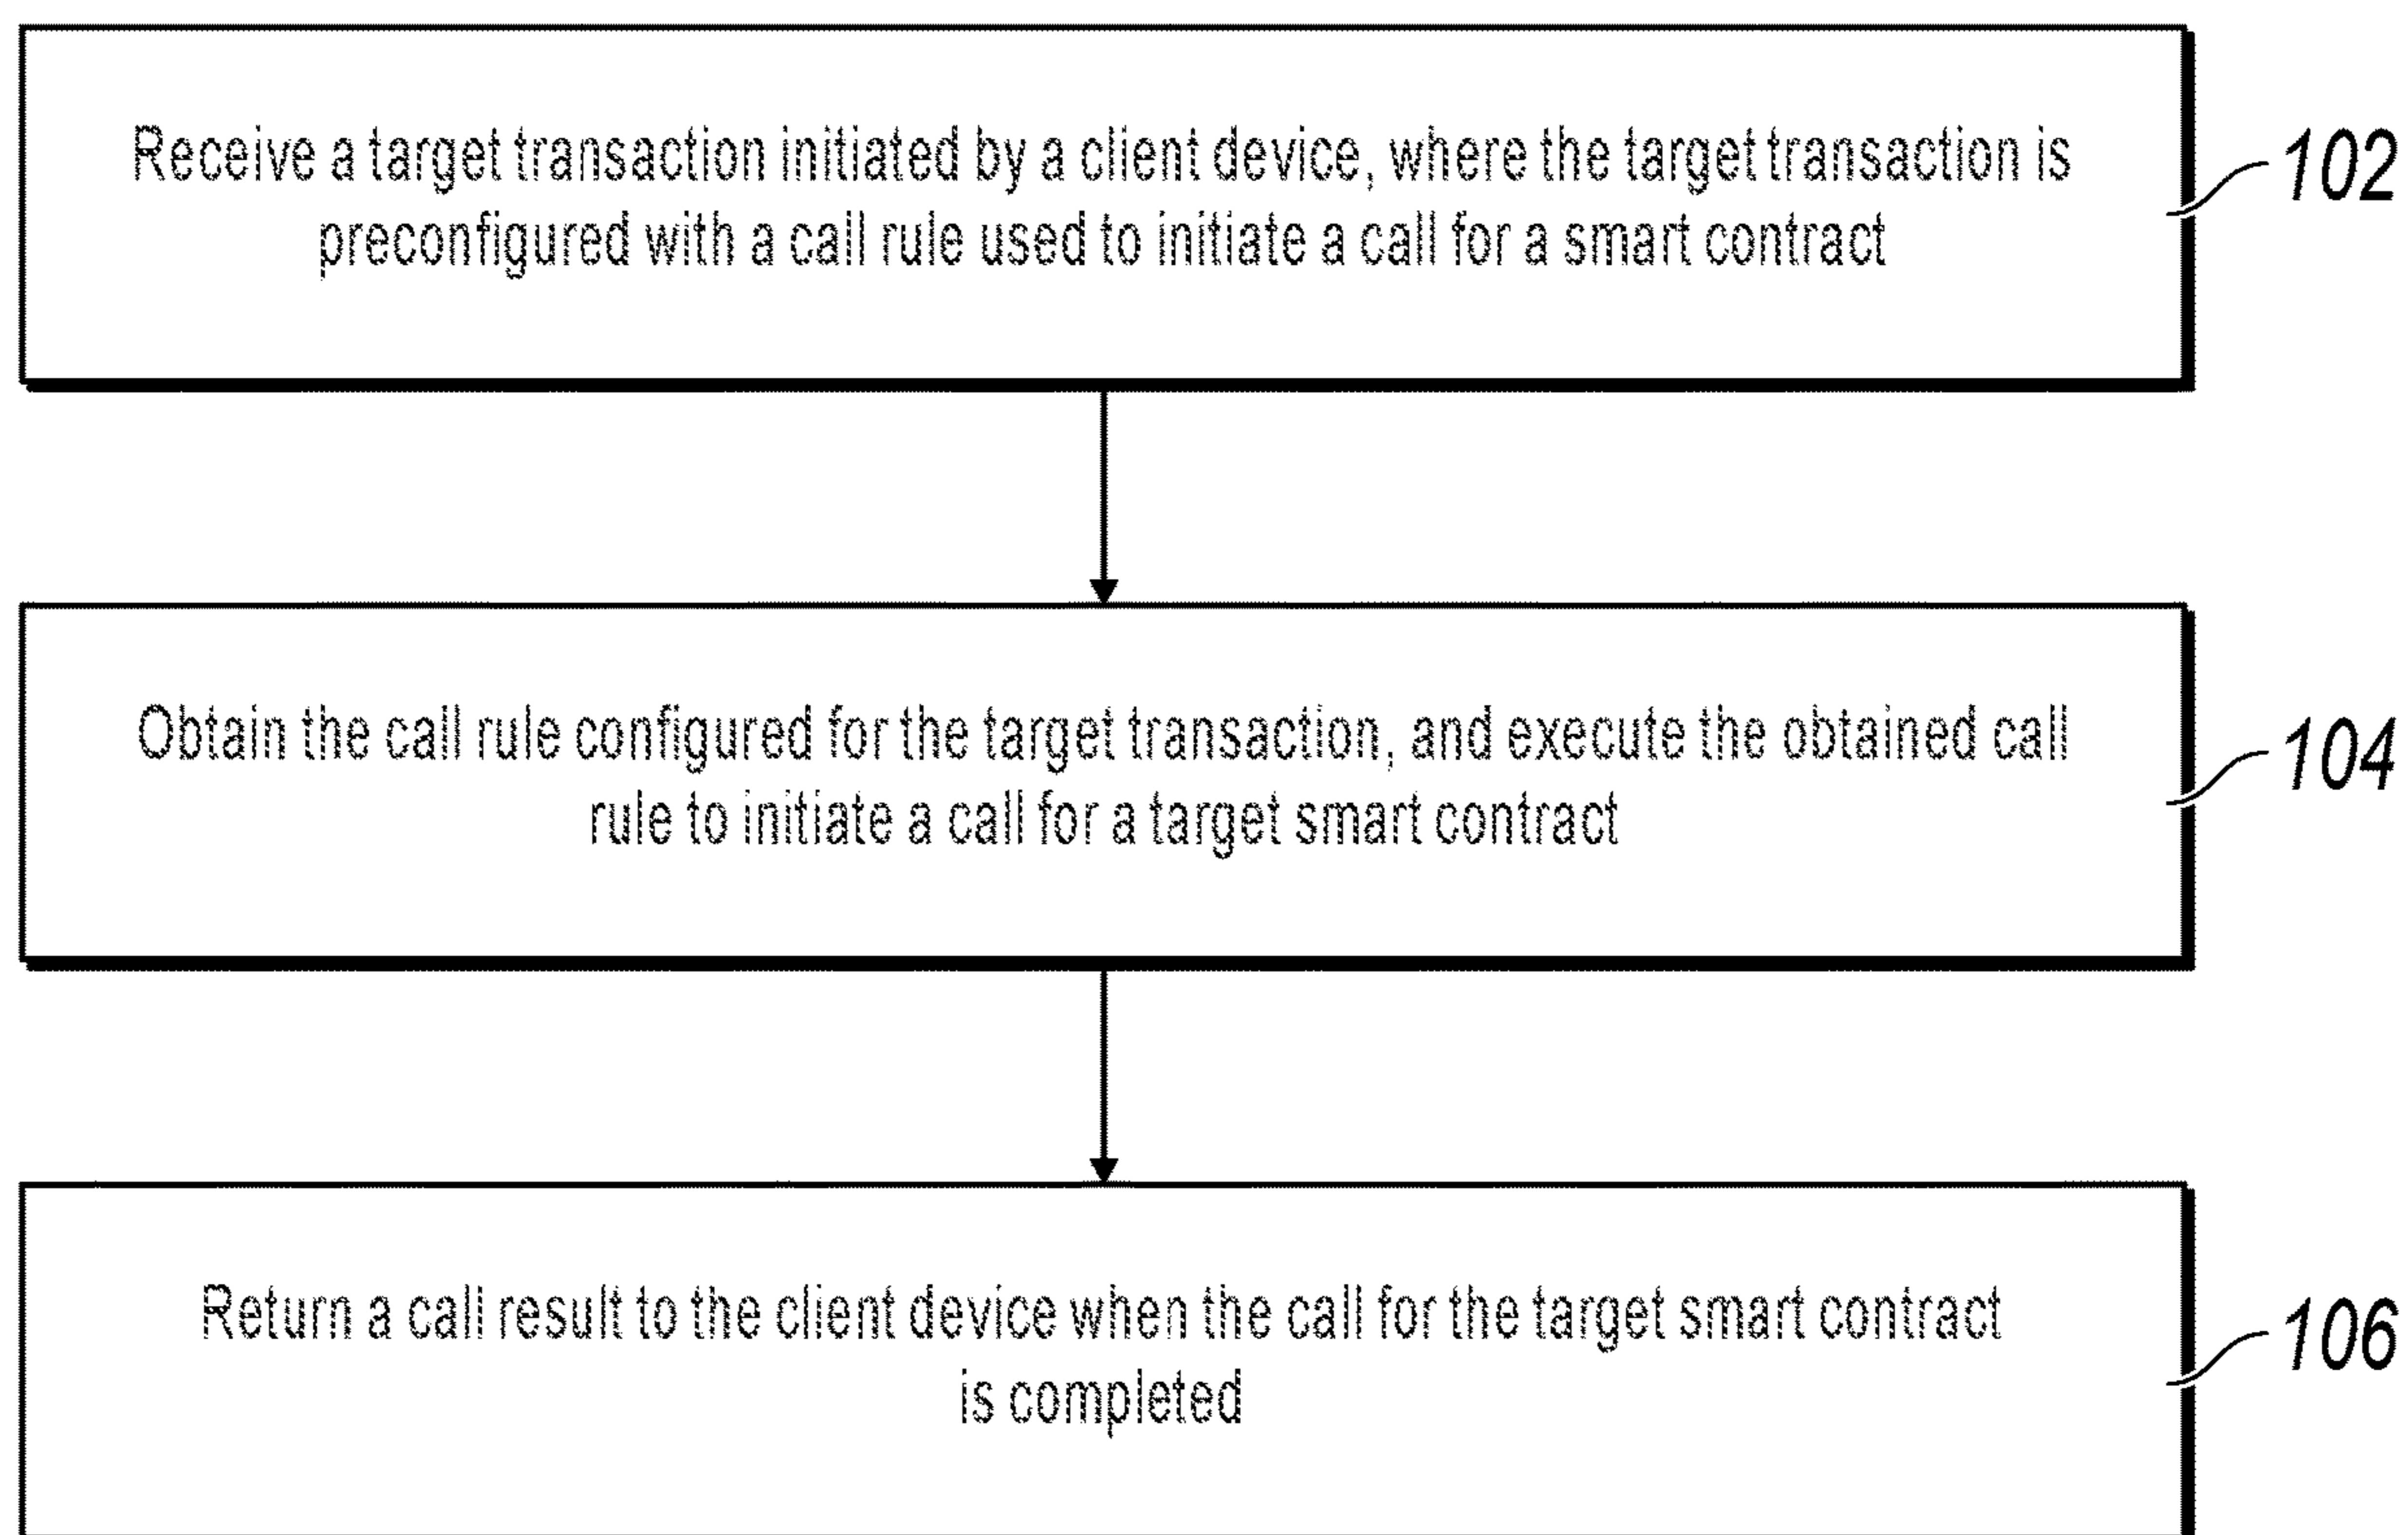 Receive a target transaction initiated by a client device, where the target transaction is
preconfigured with a call rule used to initiate a call for a smart contract
102
Obtain the call rule configured for the target transaction, and execute the obtained call
rule to initiate a call for a target smart contract
104
Return a call result to the client device when the call for the target smart contract
is completed
106